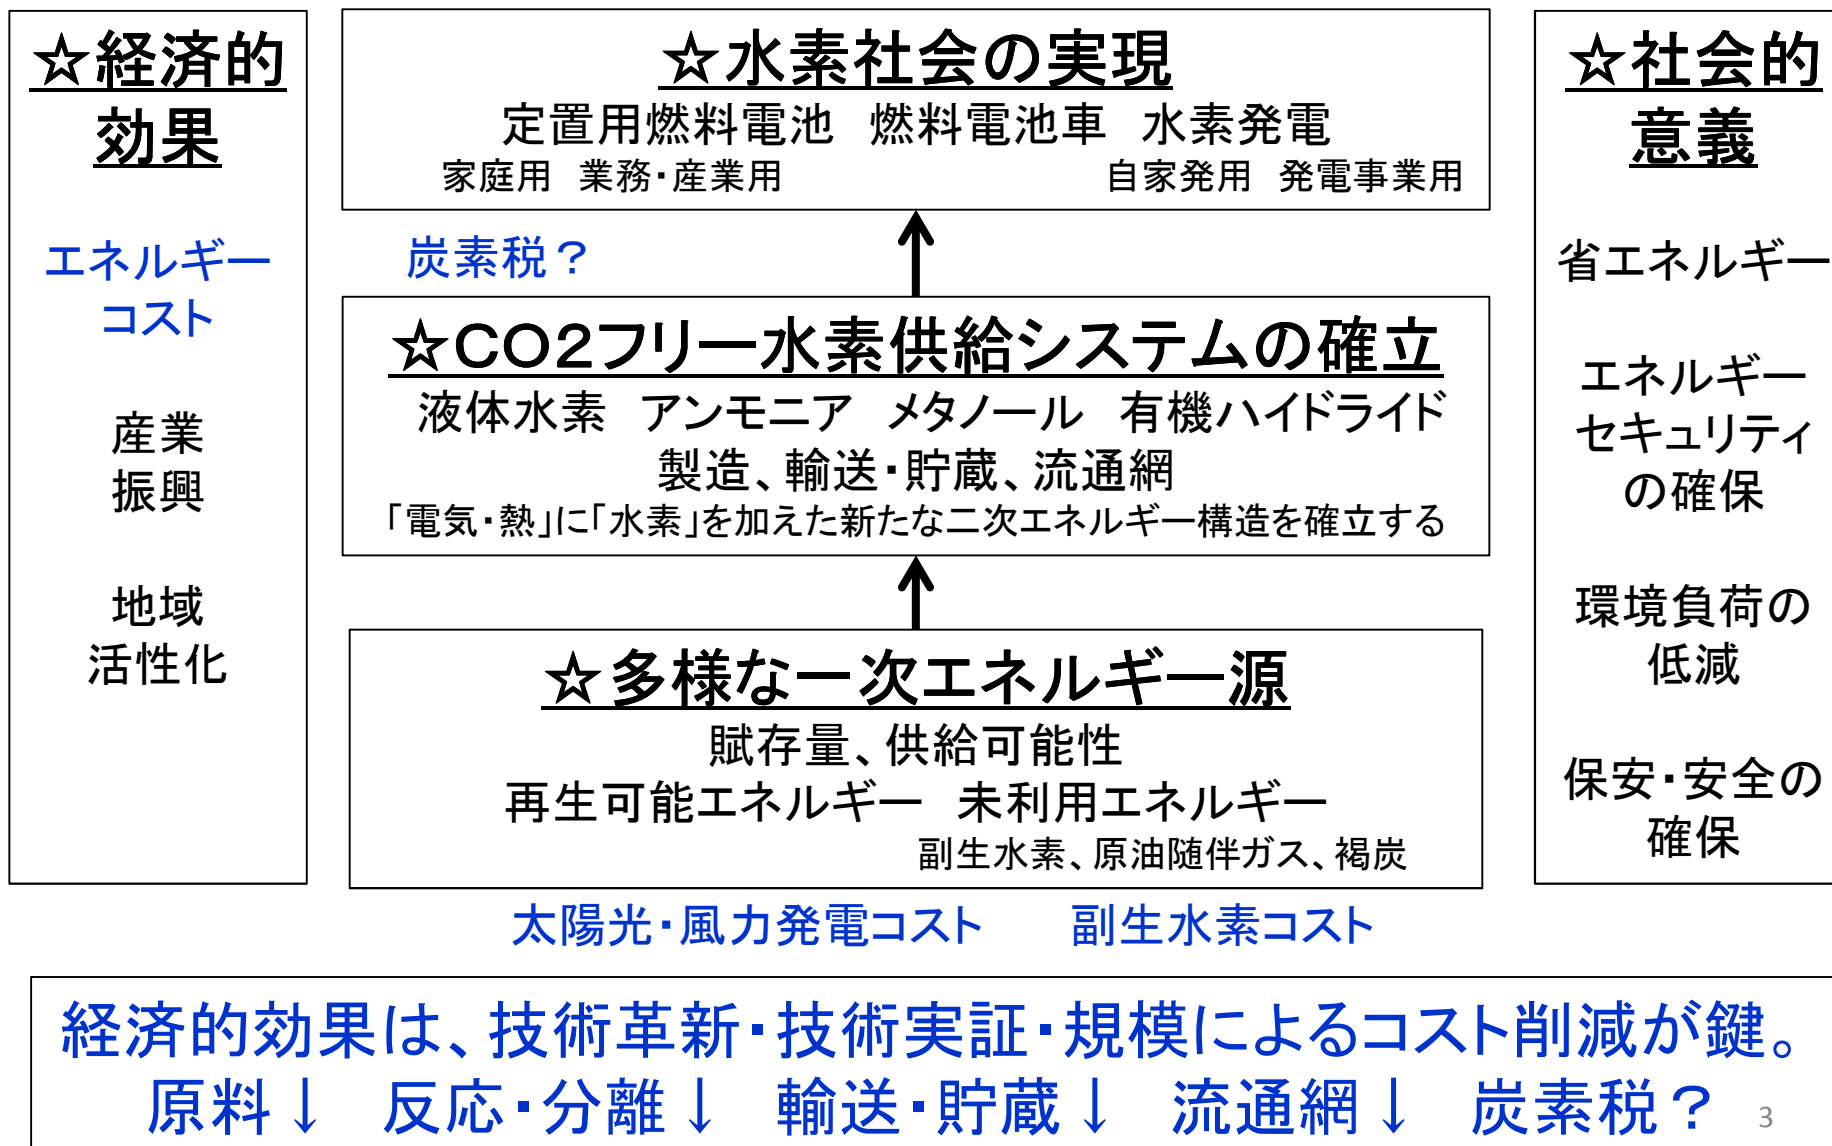 ☆経済的
効果
エネルギー
コスト
産業
振興
地域
活性化
☆水素社会の実現
定置用燃料電池　燃料電池車　水素発電
家庭用　業務・産業用　自家発用　発電事業用
炭素税？
☆CO2フリー水素供給システムの確立
液体水素　アンモニア　メタノール　有機ハイドライド
製造、輸送・貯蔵、流通網
「電気・熱」に「水素」を加えた新たな二次エネルギー構造を確立する
☆多様な一次エネルギー源
賦存量、供給可能性
再生可能エネルギー　未利用エネルギー
副生水素、原油随伴ガス、褐炭
太陽光・風力発電コスト　副生水素コスト
☆社会的
意義
省エネルギー
エネルギー
セキュリティ
の確保
環境負荷の
低減
保安・安全の
確保
経済的効果は、技術革新・技術実証・規模によるコスト削減が鍵。
原料↓　反応・分離↓　輸送・貯蔵↓　流通網↓　炭素税？
3